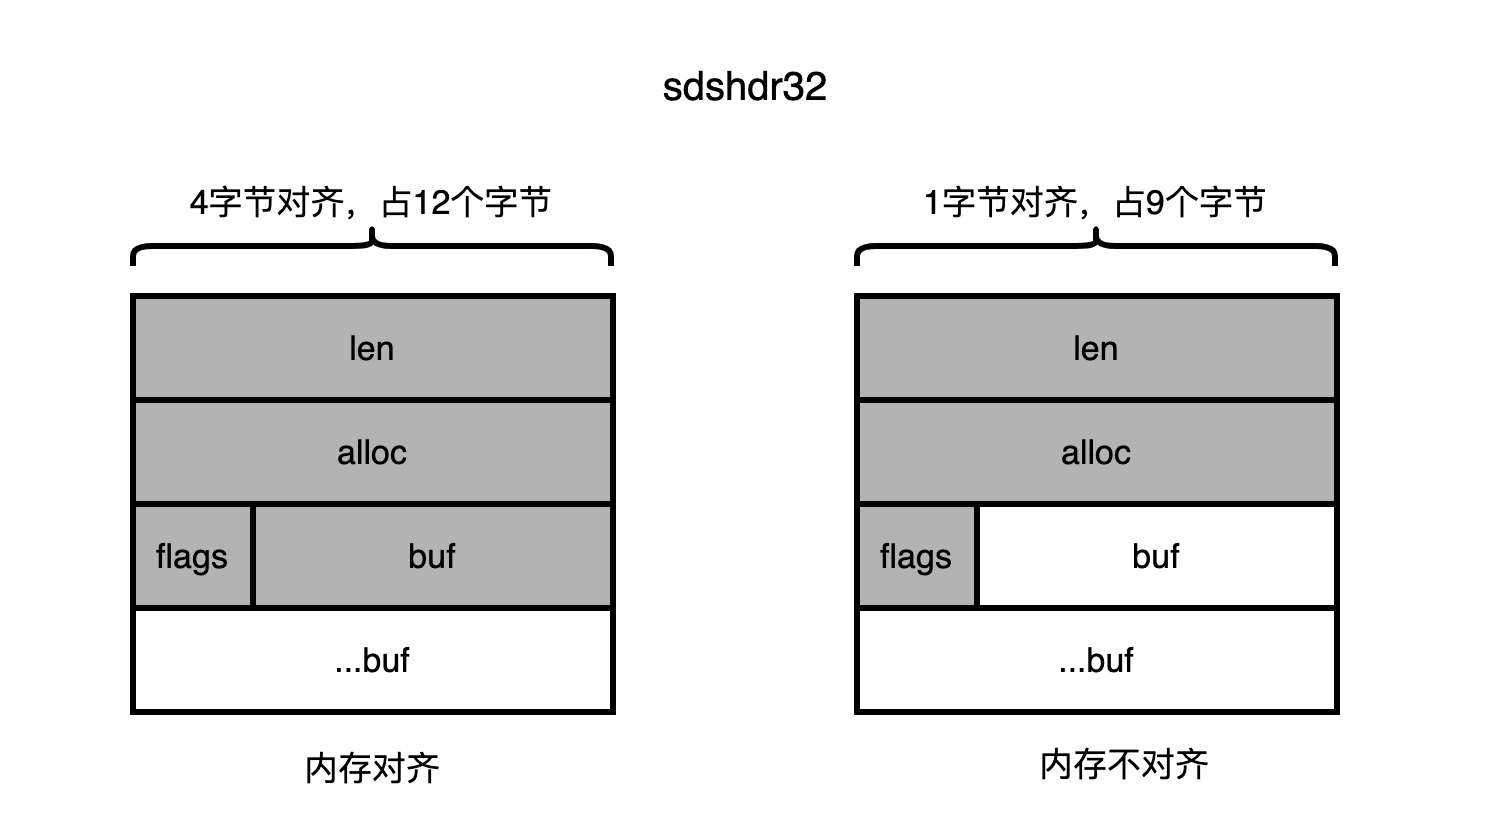 sdshdr32
4字节对齐，占12个字节
1字节对齐，占9个字节
len
len
alloc
alloc
flags
buf
flags
buf
...buf
...buf
内存对齐
内存不对齐